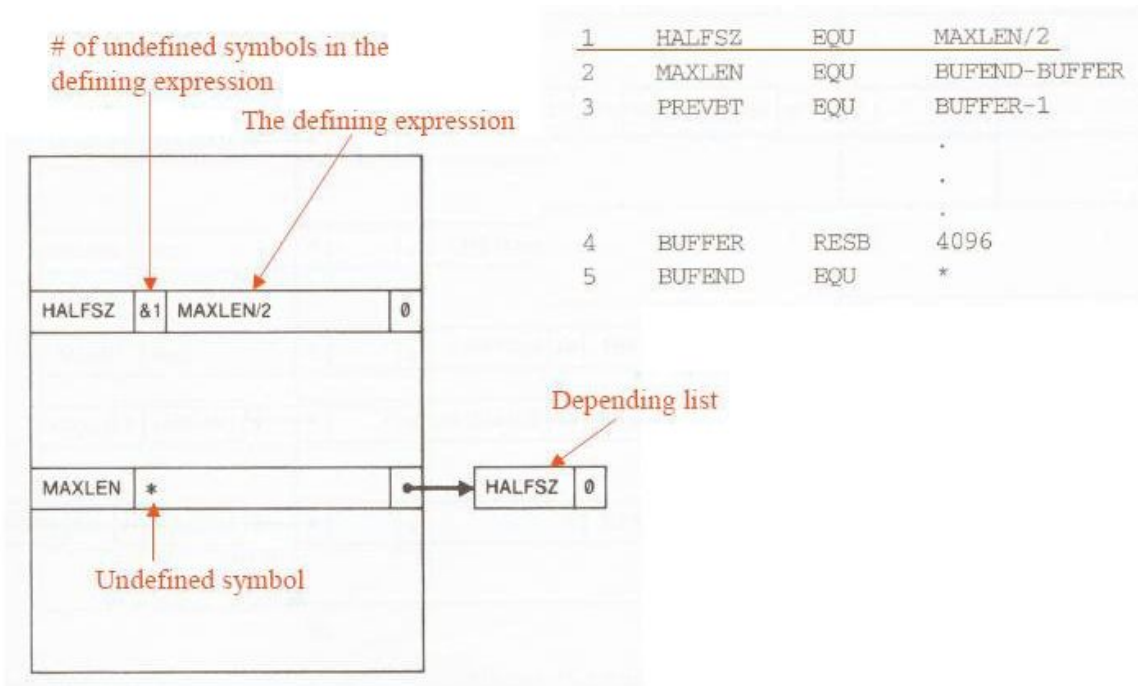 # of undefined symbols in the
defining expression
The defining expression
1 HALFSZ EQU MAXLEN/2
2 MAXLEN EQU BUFEND-BUFFER
3 PREVBT EQU BUFFER-1
.
.
.
4 BUFFER RESB 4096
5 BUFEND EQU *
HALFSZ &1 MAXLEN/2 0
Depending list
MAXLEN * HALFSZ 0
Undefined symbol